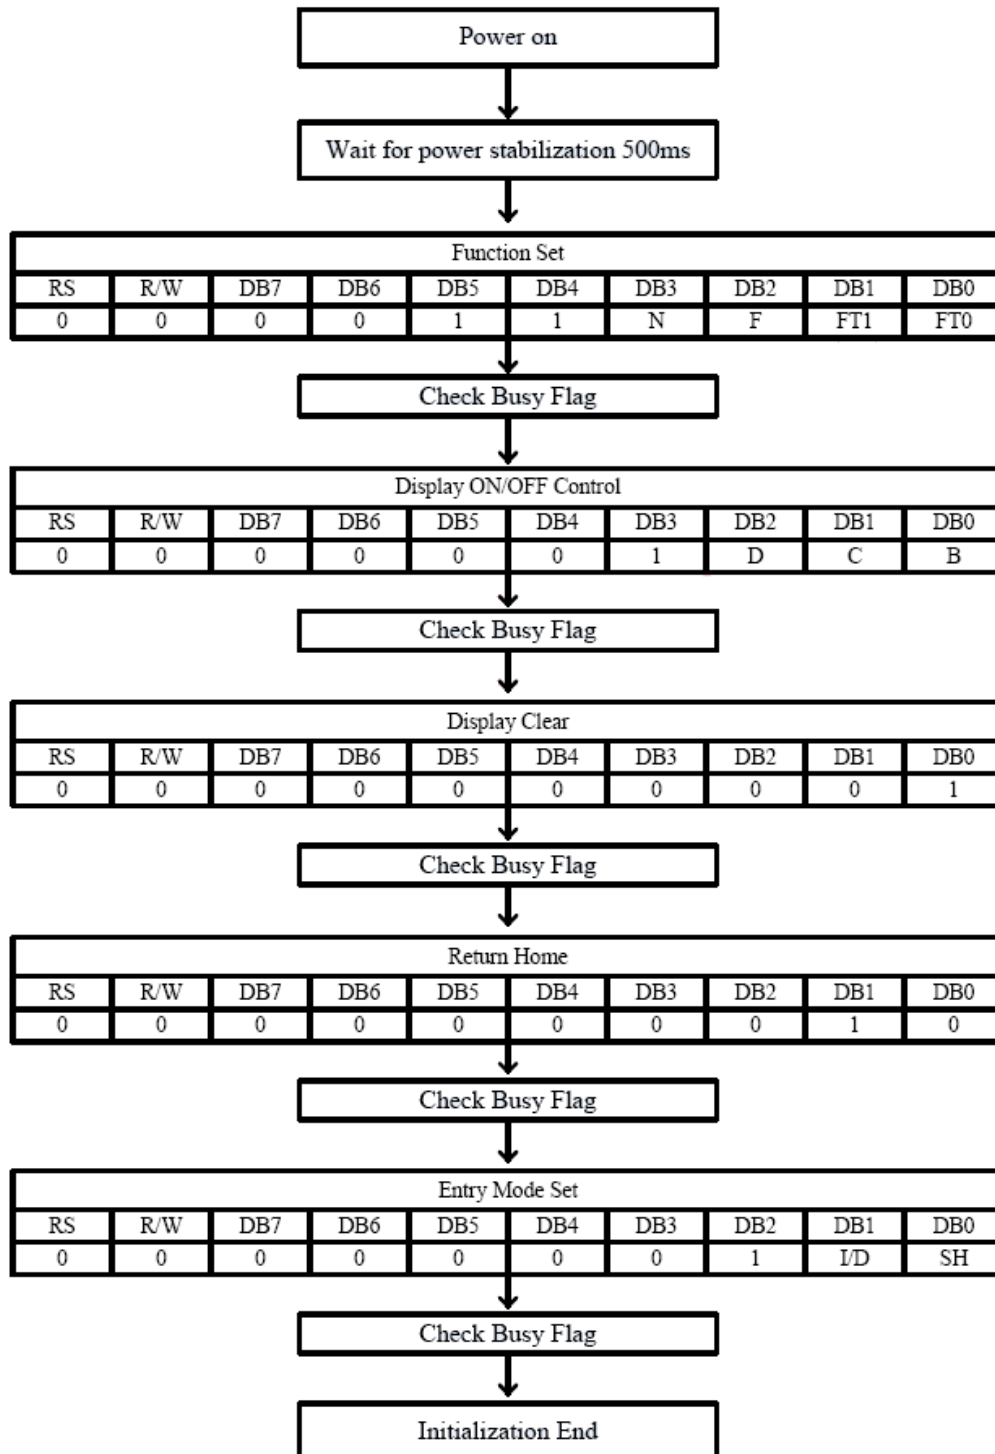 Power on
Wait for power stabilization 500ms
Function Set
RS R/W DB7 DB6 DB5 DB4 DB3 DB2 DB1 DB0
0 0 0 0 1 1 N F FT1 FT0
Check Busy Flag
Display ON/OFF Control
RS R/W DB7 DB6 DB5 DB4 DB3 DB2 DB1 DB0
0 0 0 0 0 0 1 D C B
Check Busy Flag
Display Clear
RS R/W DB7 DB6 DB5 DB4 DB3 DB2 DB1 DB0
0 0 0 0 0 0 0 0 0 1
Check Busy Flag
Return Home
RS R/W DB7 DB6 DB5 DB4 DB3 DB2 DB1 DB0
0 0 0 0 0 0 0 0 1 0
Check Busy Flag
Entry Mode Set
RS R/W DB7 DB6 DB5 DB4 DB3 DB2 DB1 DB0
0 0 0 0 0 0 0 1 I/D SH
Check Busy Flag
Initialization End